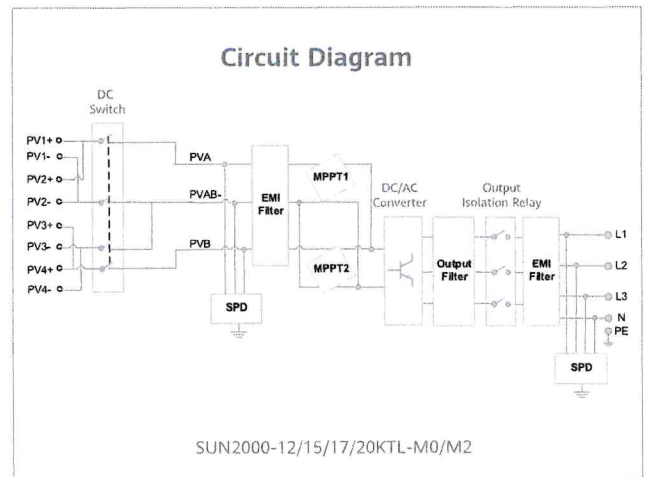 Circuit Diagram
DC
Switch
PV1+
PV1-
PV2+
PV2-
PV3+
PV3-
PV4+
PV4-
PVA
PVAB-
PVB
EMI
Filter
SPD
MPPT1
MPPT2
DC/AC
Converter
Output
Filter
Output
Isolation Relay
EMI
Filter
L1
L2
L3
N
PE
SPD
SUN2000-12/15/17/20KTL-M0/M2